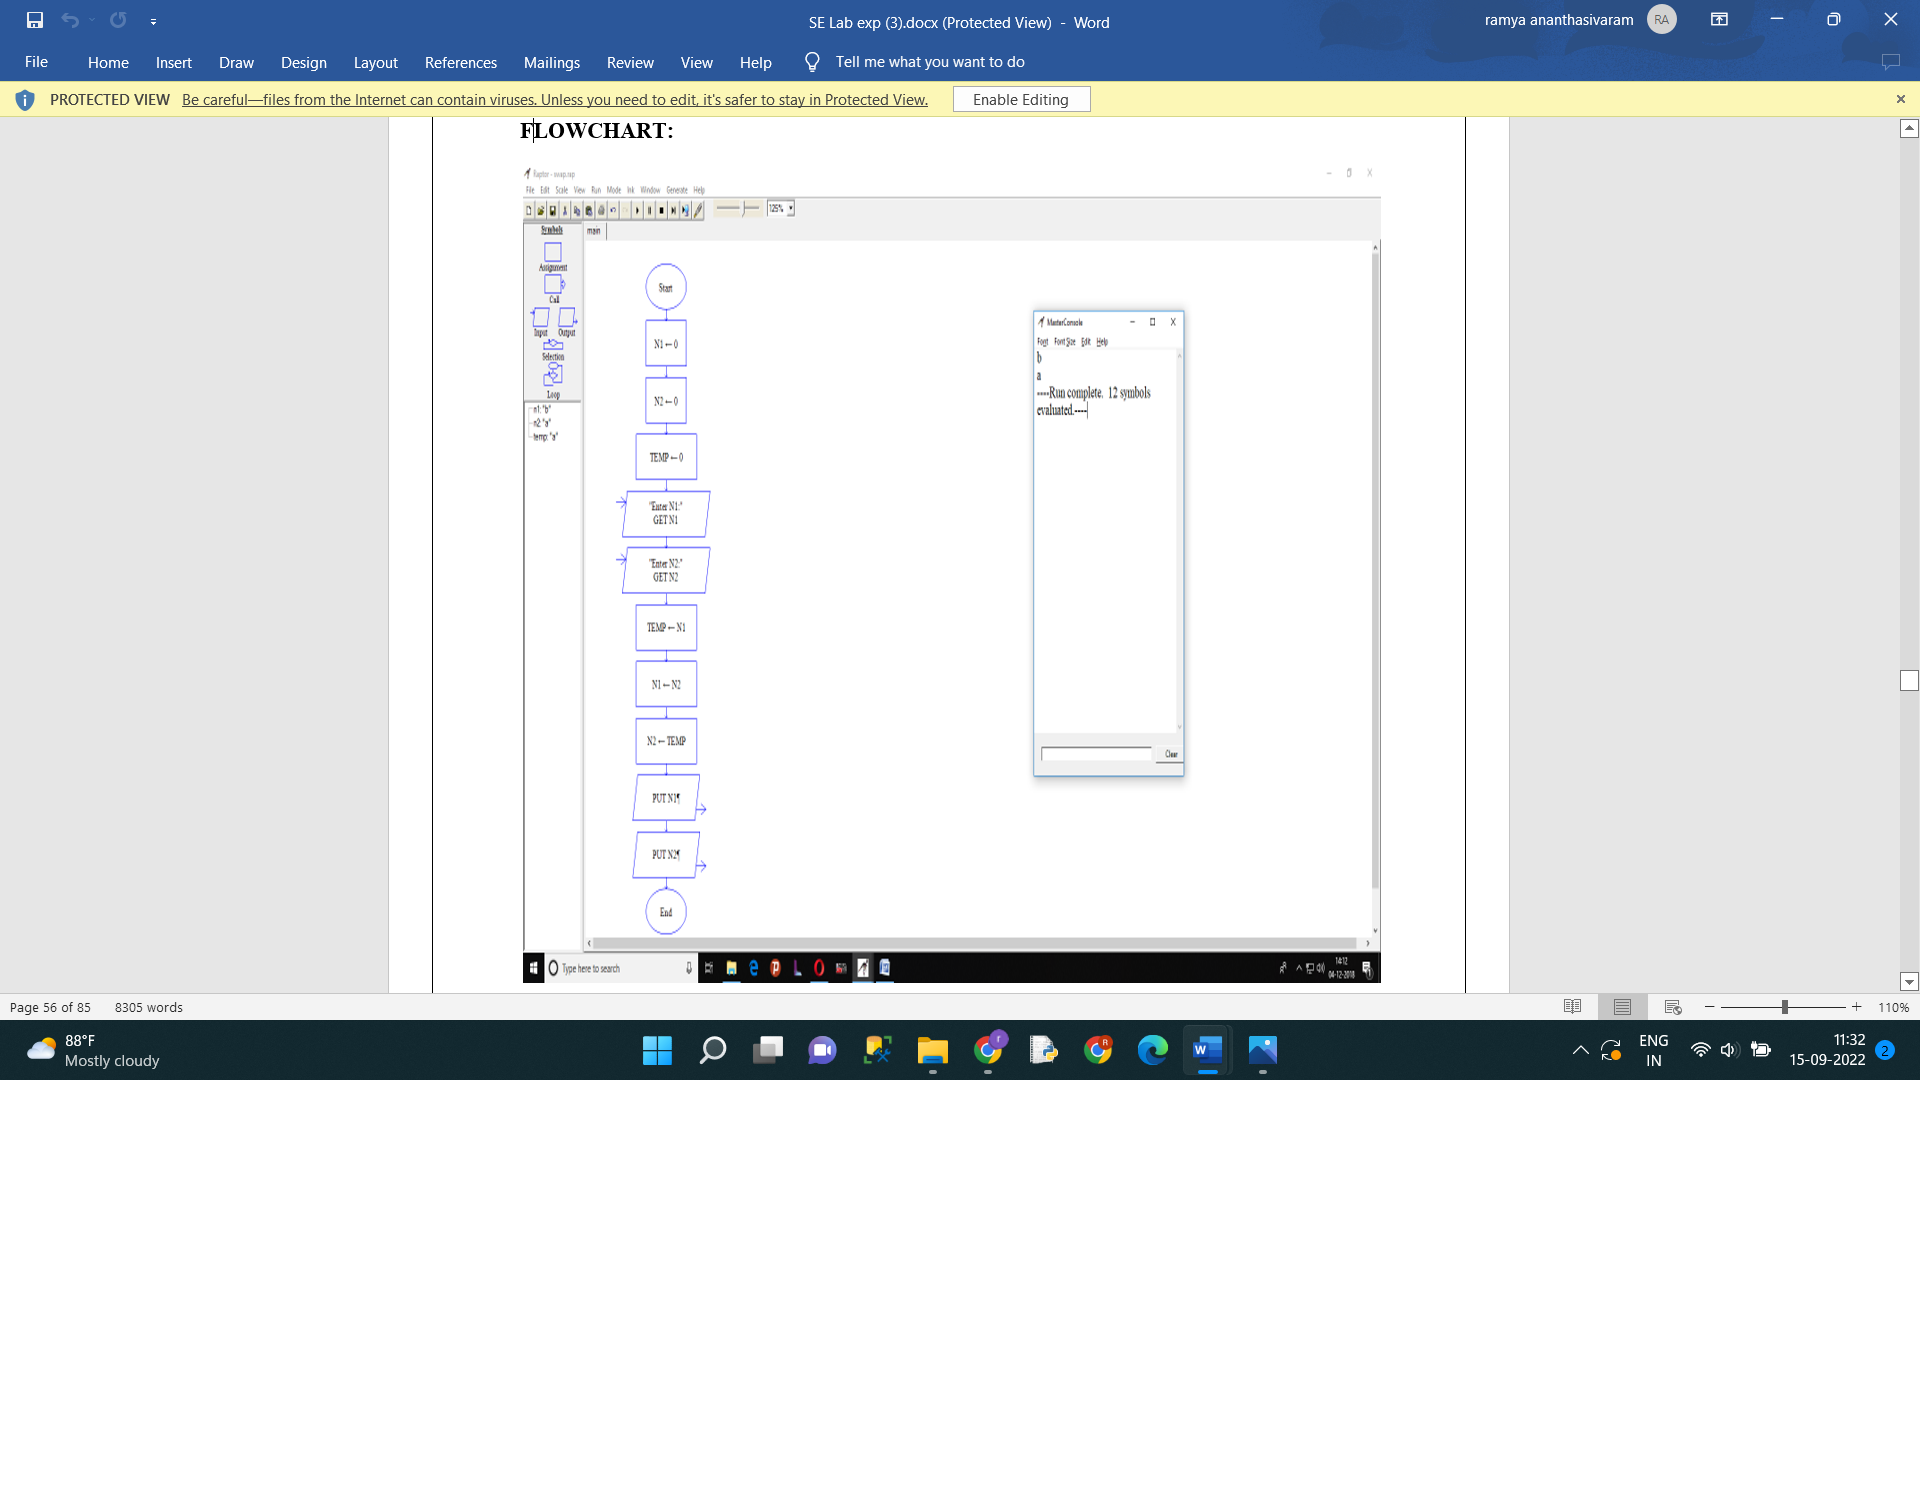 SE Lab exp (3).docx (Protected View) - Word
ramya ananthasivaram RA
File Home Insert Draw Design Layout References Mailings Review View Help Tell me what you want to do
PROTECTED VIEW Be careful—files from the Internet can contain viruses. Unless you need to edit, it's safer to stay in Protected View. Enable Editing
FLOWCHART:
Raptor - swap.rap
File Edit Scale View Run Mode Ink Window Generate Help
125%
Symbols
main
Assignment
Call
Input Output
Selection
Loop
n1: "b"
n2: "a"
temp: "a"
Start
N1 ← 0
N2 ← 0
TEMP ← 0
"Enter N1:"
GET N1
"Enter N2:"
GET N2
TEMP ← N1
N1 ← N2
N2 ← TEMP
PUT N1¶
PUT N2¶
End
MasterConsole
Font Font Size Edit Help
b
a
----Run complete. 12 symbols
evaluated.----
Clear
Type here to search
14:12
04-12-2018
Page 56 of 85 8305 words
110%
88°F
Mostly cloudy
ENG
IN
11:32
15-09-2022
2